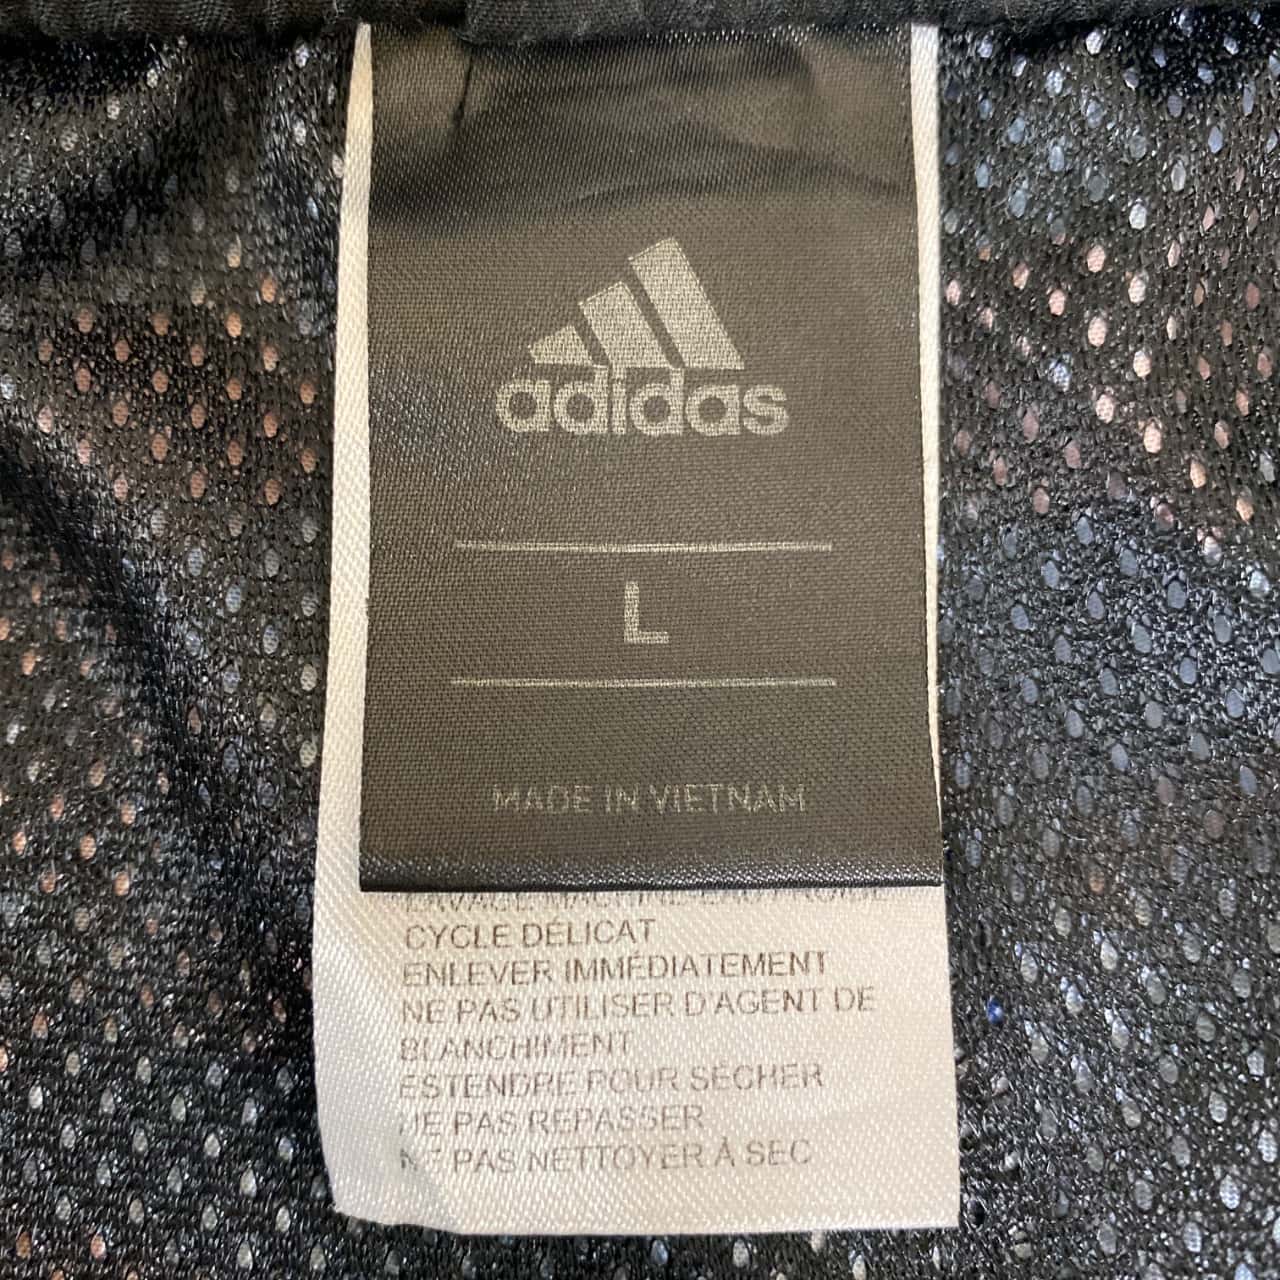 adidas
L
MADE IN VIETNAM
CYCLE DÉLICAT
ENLEVER IMMÉDIATEMENT
NE PAS UTILISER D'AGENT DE
BLANCHIMENT
ESTENDRE POUR SÉCHER
NE PAS REPASSER
NE PAS NETTOYER À SEC